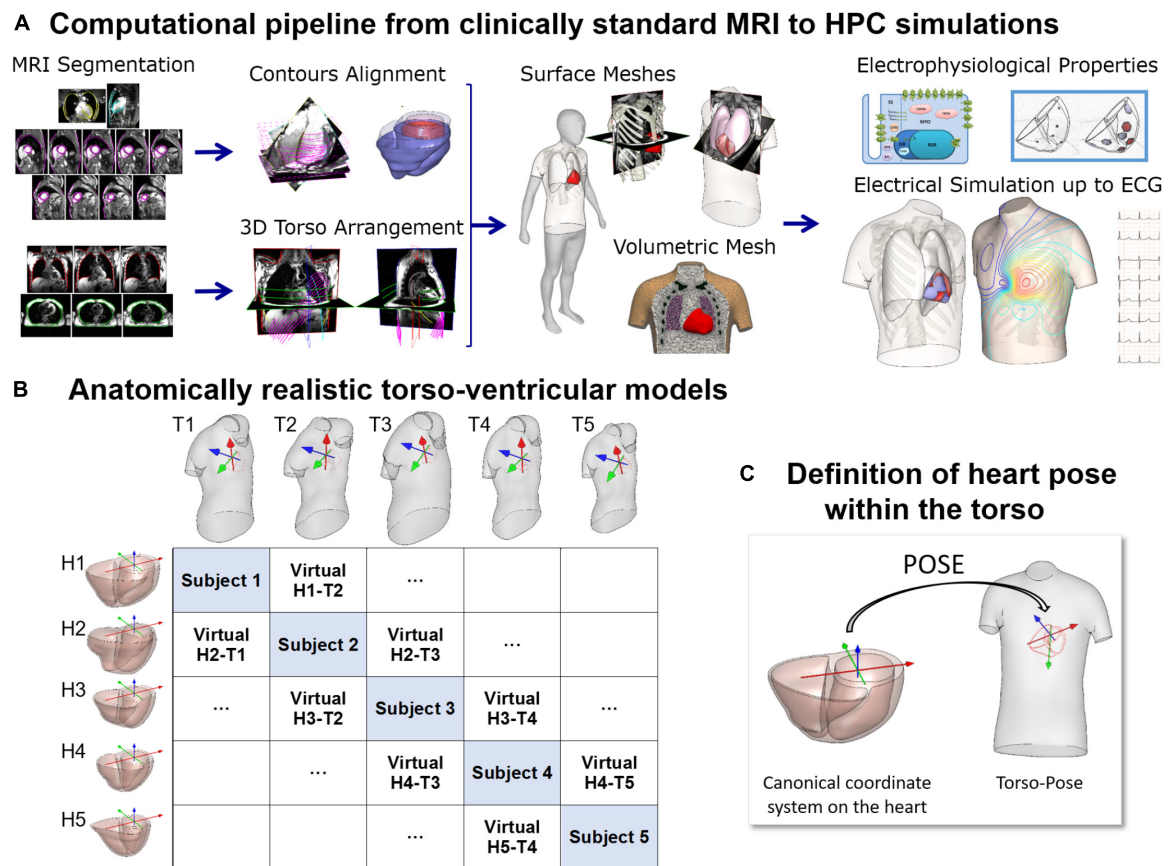 A Computational pipeline from clinically standard MRI to HPC simulations
MRI Segmentation
Contours Alignment
3D Torso Arrangement
Surface Meshes
Volumetric Mesh
Electrophysiological Properties
SS
MYO
JSR
NSR
Electrical Simulation up to ECG
B Anatomically realistic torso-ventricular models
T1 T2 T3 T4 T5
H1 Subject 1 Virtual H1-T2 ...
H2 Virtual H2-T1 Subject 2 Virtual H2-T3 ...
H3 ... Virtual H3-T2 Subject 3 Virtual H3-T4 ...
H4 ... Virtual H4-T3 Subject 4 Virtual H4-T5
H5 ... Virtual H5-T4 Subject 5
C Definition of heart pose
within the torso
POSE
Canonical coordinate
system on the heart
Torso-Pose